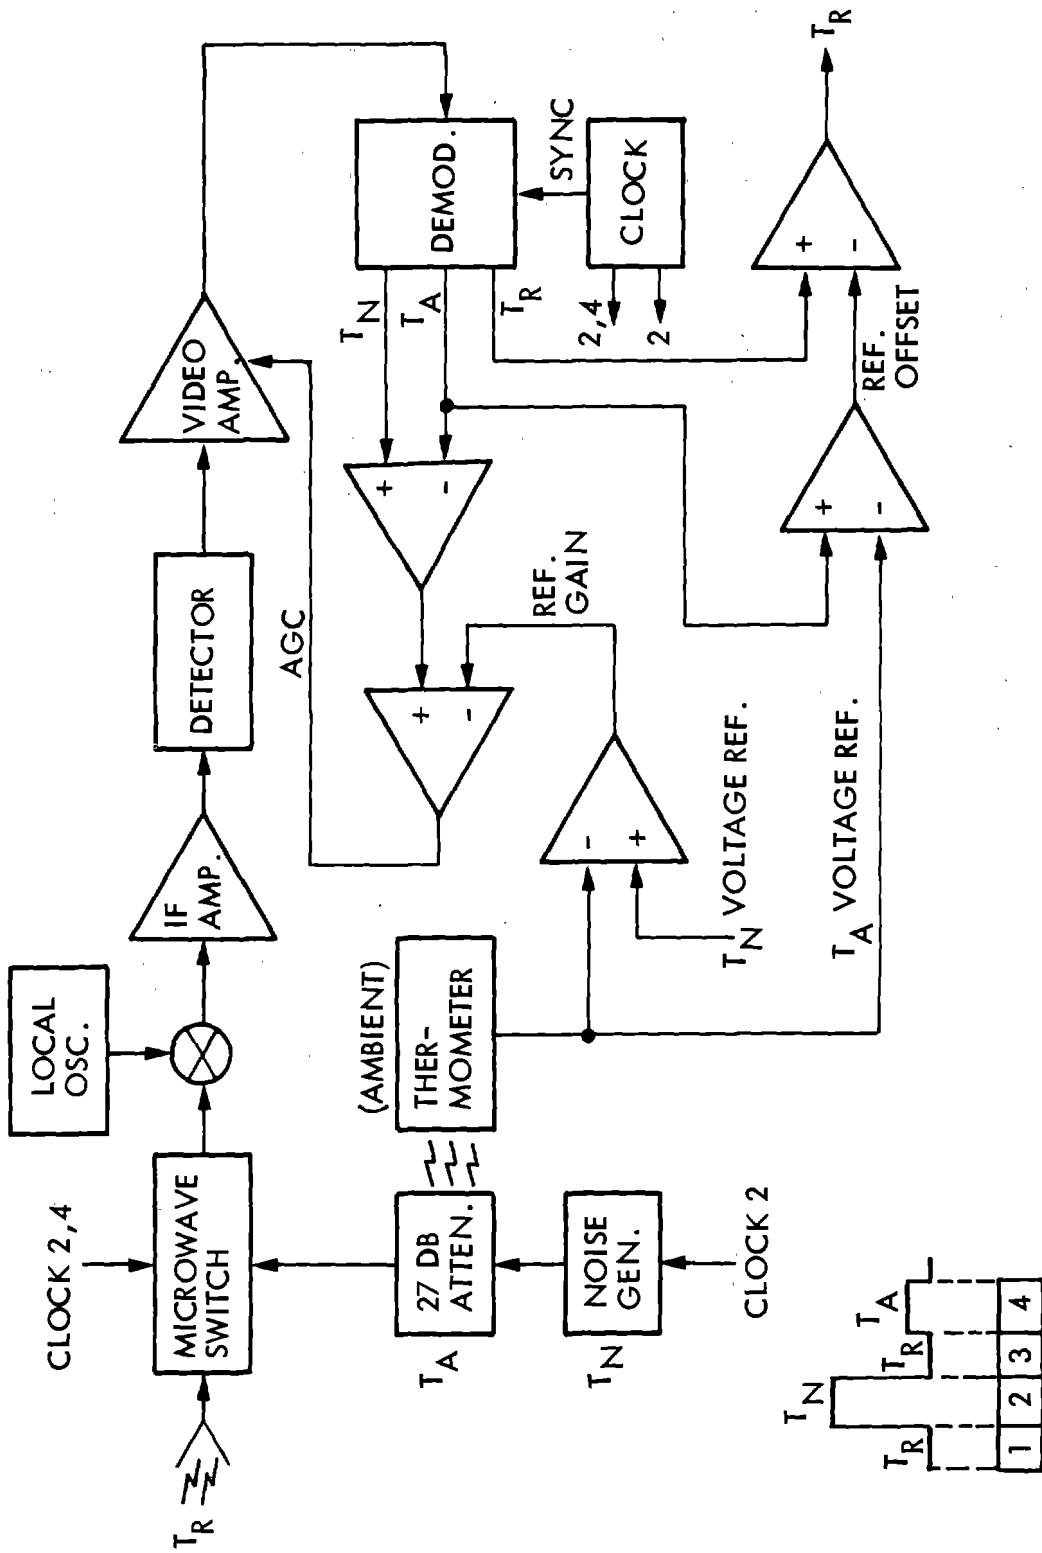 LOCAL
OSC.
CLOCK 2,4
T_R
MICROWAVE
SWITCH
IF
AMP.
DETECTOR
VIDEO
AMP.
AGC
T_A
27 DB
ATTEN.
(AMBIENT)
THER-
MOMETER
+
-
+
-
T_N
T_A
T_R
DEMOD.
T_N
NOISE
GEN.
REF.
GAIN
SYNC
-
+
2,4
2
CLOCK
CLOCK 2
T_N VOLTAGE REF.
T_A VOLTAGE REF.
+
-
REF.
OFFSET
+
-
T_R
T_R
T_N
T_R
T_A
1
2
3
4